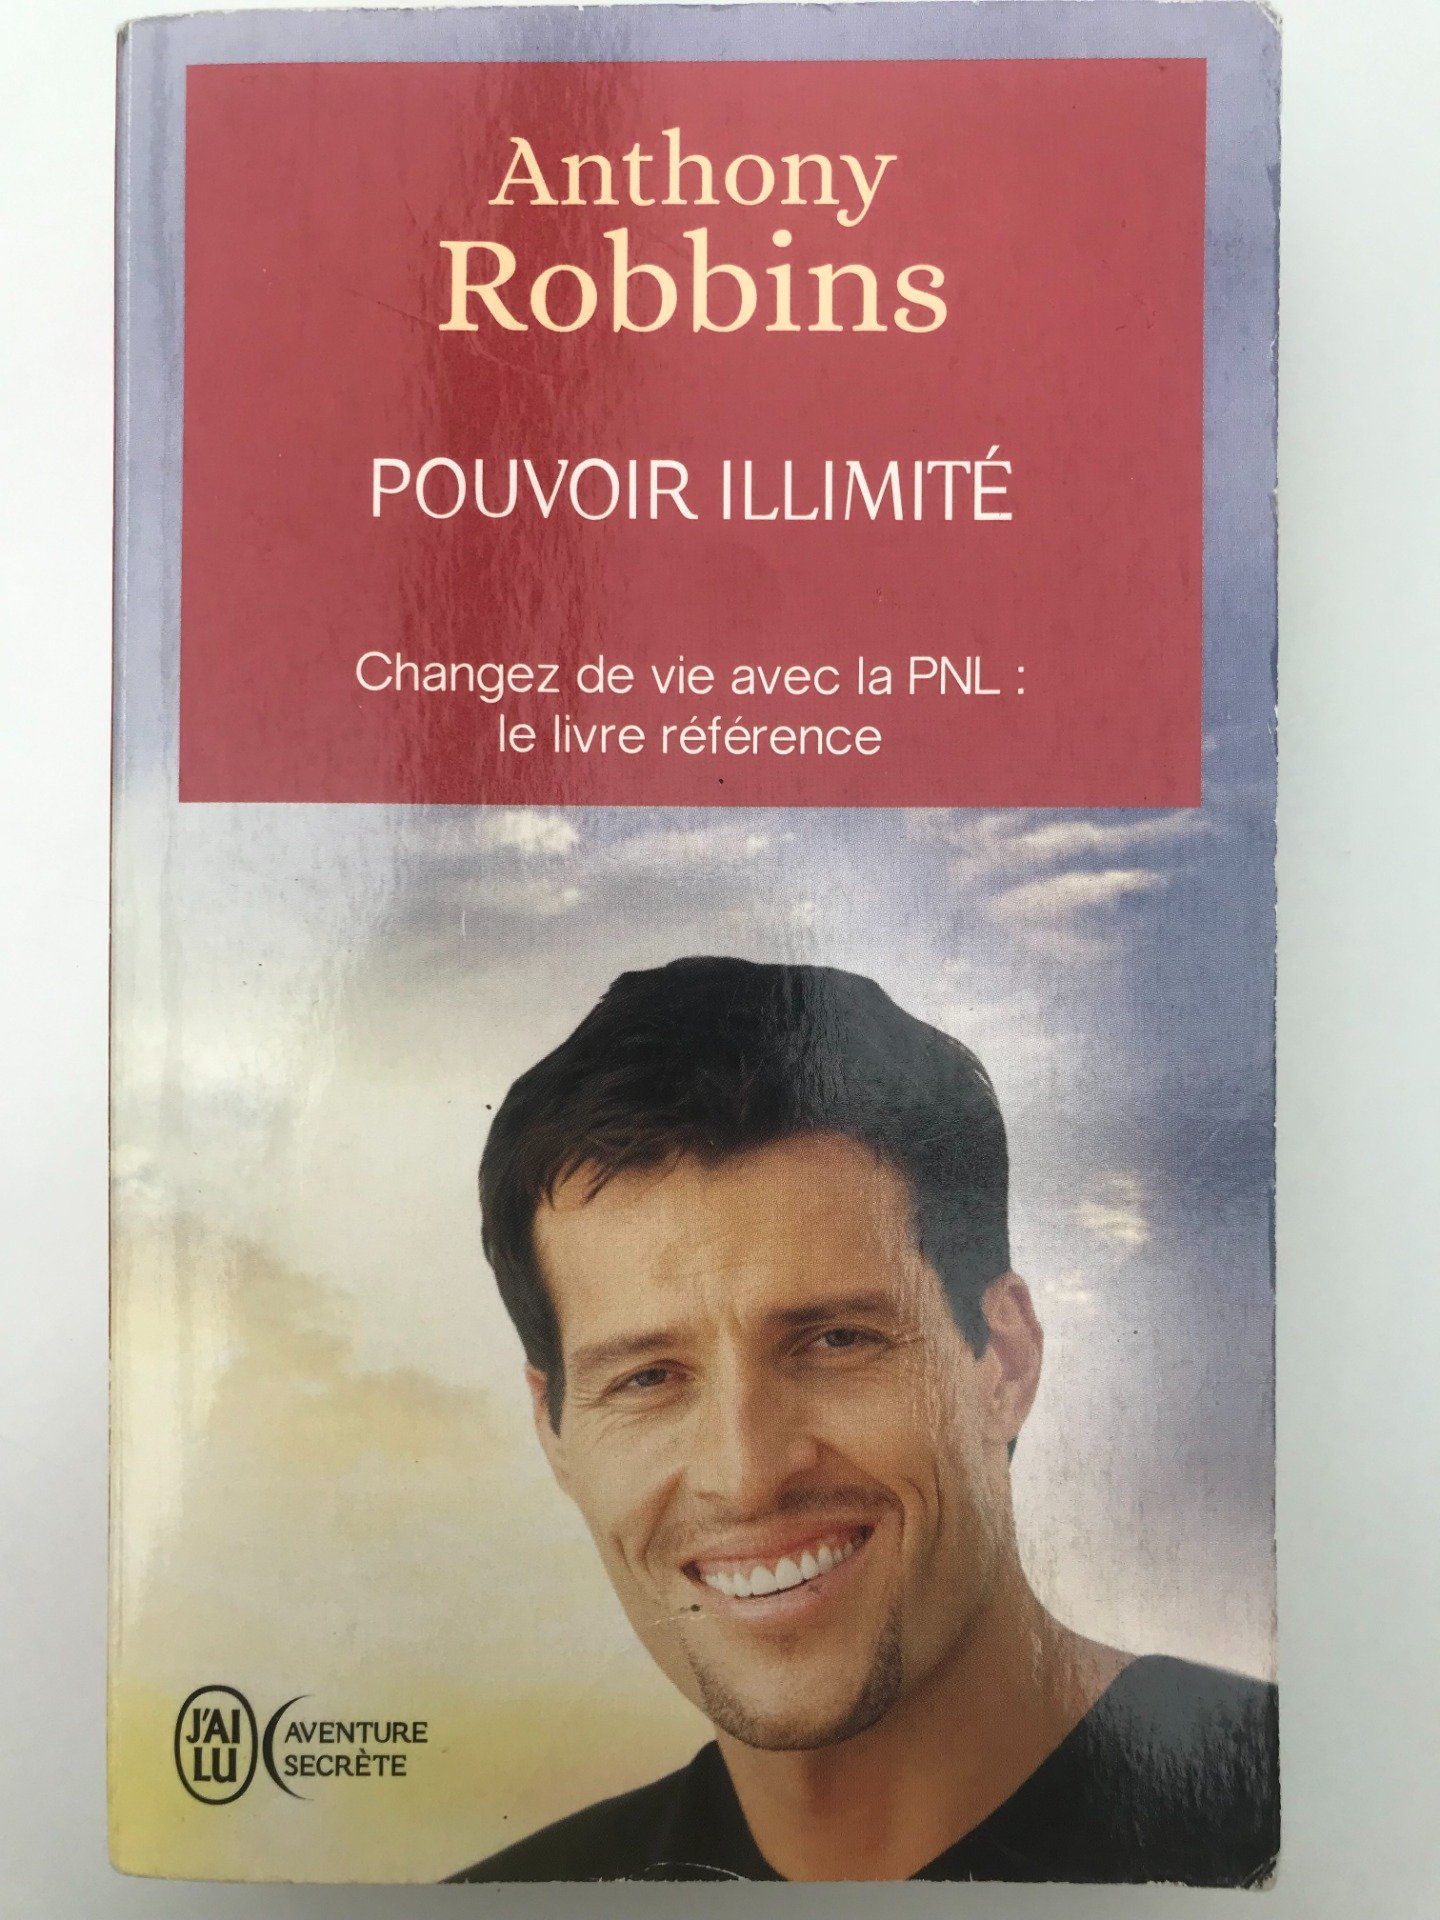 Anthony
Robbins
POUVOIR ILLIMITÉ
Changez de vie avec la PNL :
le livre référence
J'AI
LU
AVENTURE
SECRÈTE